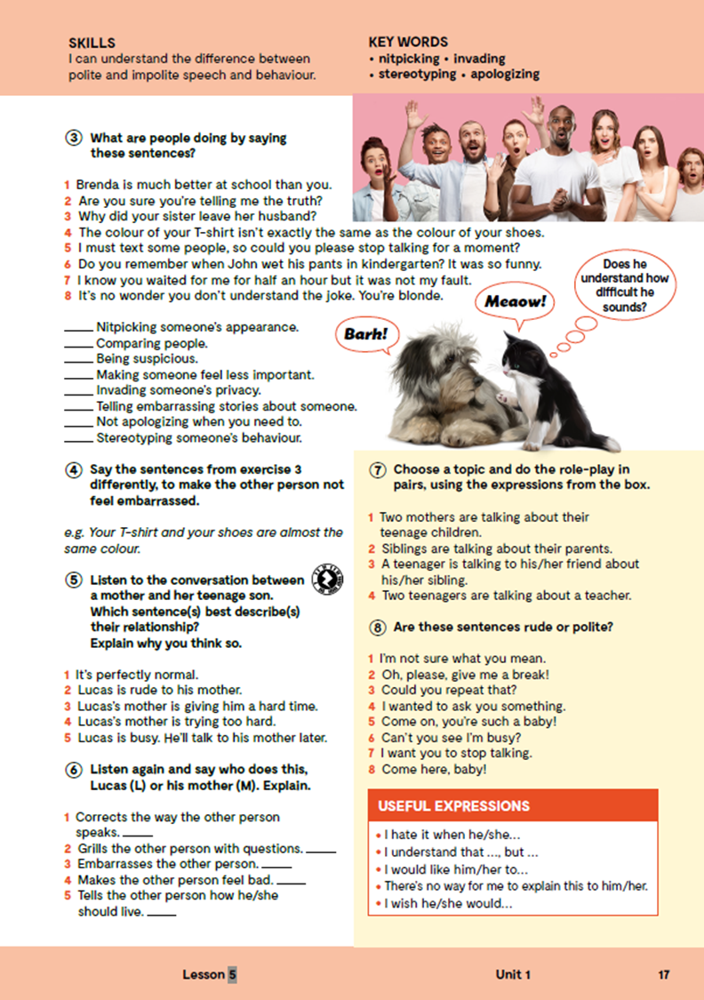 SKILLS
I can understand the difference between
polite and impolite speech and behaviour.
KEY WORDS
• nitpicking • invading
• stereotyping • apologizing
3 What are people doing by saying
these sentences?
1 Brenda is much better at school than you.
2 Are you sure you're telling me the truth?
3 Why did your sister leave her husband?
4 The colour of your T-shirt isn't exactly the same as the colour of your shoes.
5 I must text some people, so could you please stop talking for a moment?
6 Do you remember when John wet his pants in kindergarten? It was so funny.
7 I know you waited for me for half an hour but it was not my fault.
8 It's no wonder you don't understand the joke. You're blonde.
Does he
understand how
difficult he
sounds?
Meaow!
Barh!
____ Nitpicking someone's appearance.
____ Comparing people.
____ Being suspicious.
____ Making someone feel less important.
____ Invading someone's privacy.
____ Telling embarrassing stories about someone.
____ Not apologizing when you need to.
____ Stereotyping someone's behaviour.
4 Say the sentences from exercise 3
differently, to make the other person not
feel embarrassed.
e.g. Your T-shirt and your shoes are almost the
same colour.
5 Listen to the conversation between
a mother and her teenage son.
Which sentence(s) best describe(s)
their relationship?
Explain why you think so.
1 It's perfectly normal.
2 Lucas is rude to his mother.
3 Lucas's mother is giving him a hard time.
4 Lucas's mother is trying too hard.
5 Lucas is busy. He'll talk to his mother later.
6 Listen again and say who does this,
Lucas (L) or his mother (M). Explain.
1 Corrects the way the other person
speaks. ____
2 Grills the other person with questions. ____
3 Embarrasses the other person. ____
4 Makes the other person feel bad. ____
5 Tells the other person how he/she
should live. ____
7 Choose a topic and do the role-play in
pairs, using the expressions from the box.
1 Two mothers are talking about their
teenage children.
2 Siblings are talking about their parents.
3 A teenager is talking to his/her friend about
his/her sibling.
4 Two teenagers are talking about a teacher.
8 Are these sentences rude or polite?
1 I'm not sure what you mean.
2 Oh, please, give me a break!
3 Could you repeat that?
4 I wanted to ask you something.
5 Come on, you're such a baby!
6 Can't you see I'm busy?
7 I want you to stop talking.
8 Come here, baby!
USEFUL EXPRESSIONS
• I hate it when he/she...
• I understand that ..., but ...
• I would like him/her to...
• There's no way for me to explain this to him/her.
• I wish he/she would...
Lesson 5
Unit 1
17